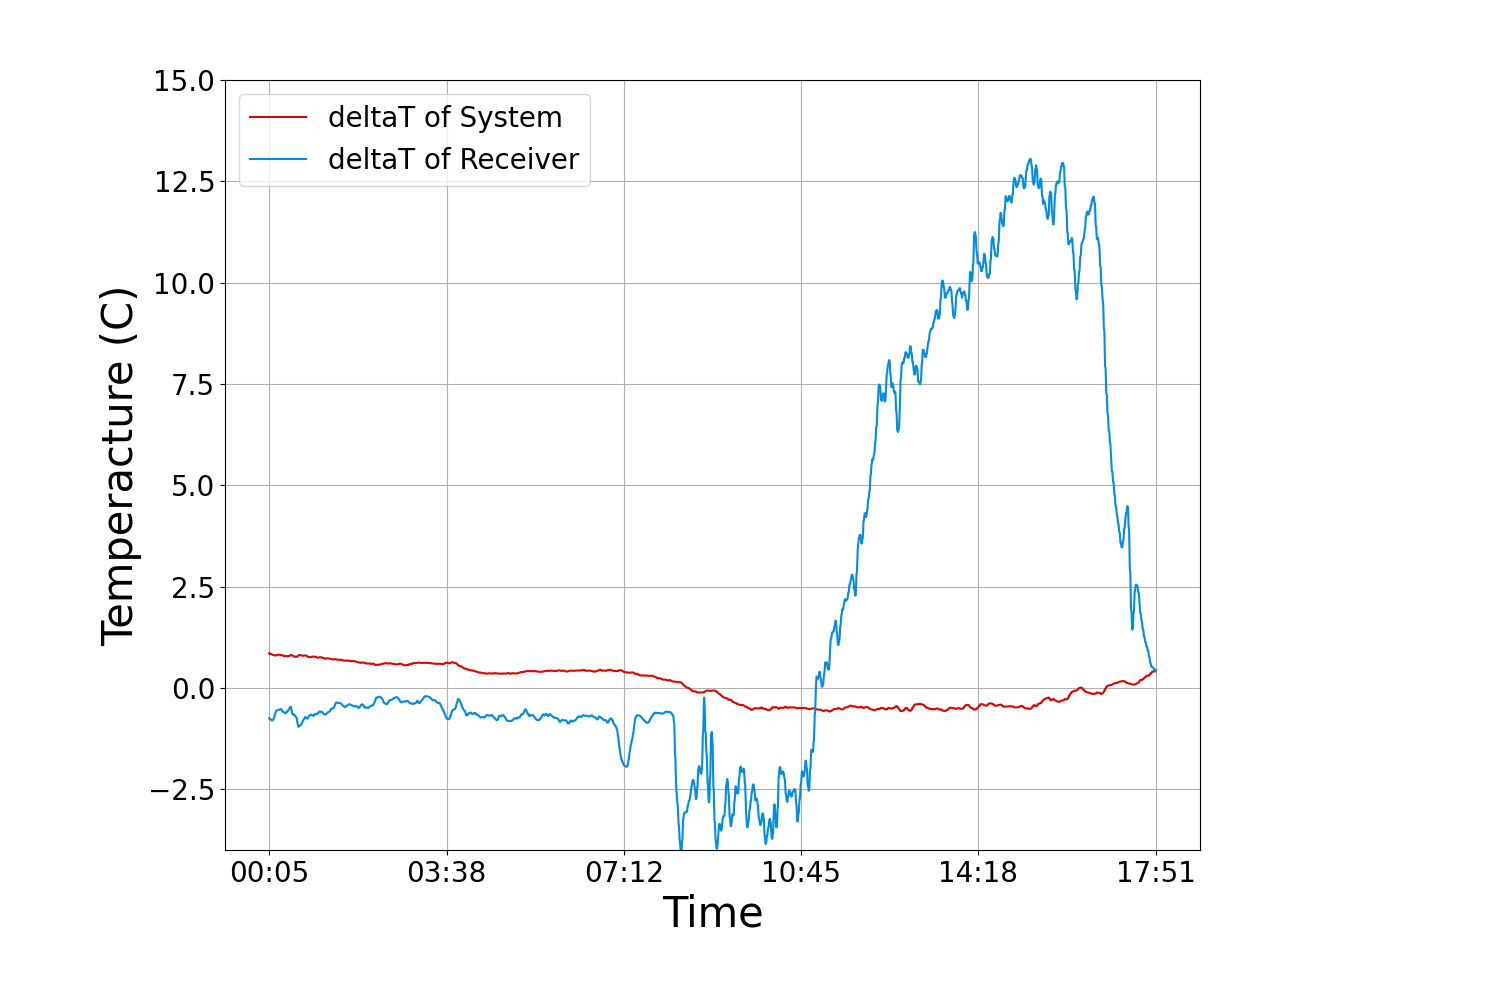 deltaT of System
deltaT of Receiver
15.0
12.5
10.0
7.5
5.0
2.5
0.0
−2.5
Temperacture (C)
00:05 03:38 07:12 10:45 14:18 17:51
Time